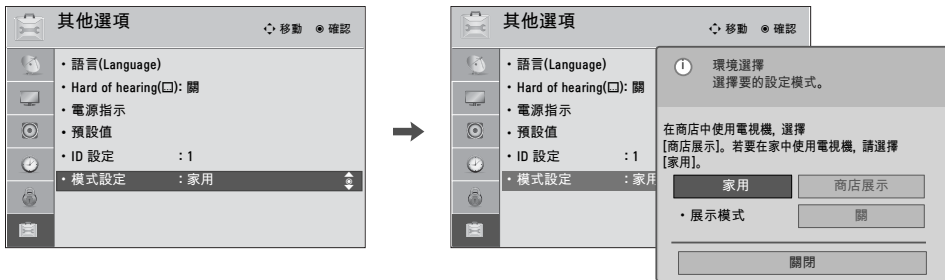 其他選項
移動 ◉ 確認
・語言(Language)
・Hard of hearing(): 關
・電源指示
・預設值
・ID 設定 : 1
・模式設定 : 家用
其他選項
移動 ◉ 確認
・語言(Language)
・Hard of hearing(): 關
・電源指示
・預設值
・ID 設定 : 1
・模式設定 : 家用
環境選擇
選擇要的設定模式。
在商店中使用電視機, 選擇
[商店展示]。若要在家中使用電視機, 請選擇
[家用]。
家用 商店展示
・展示模式 關
關閉